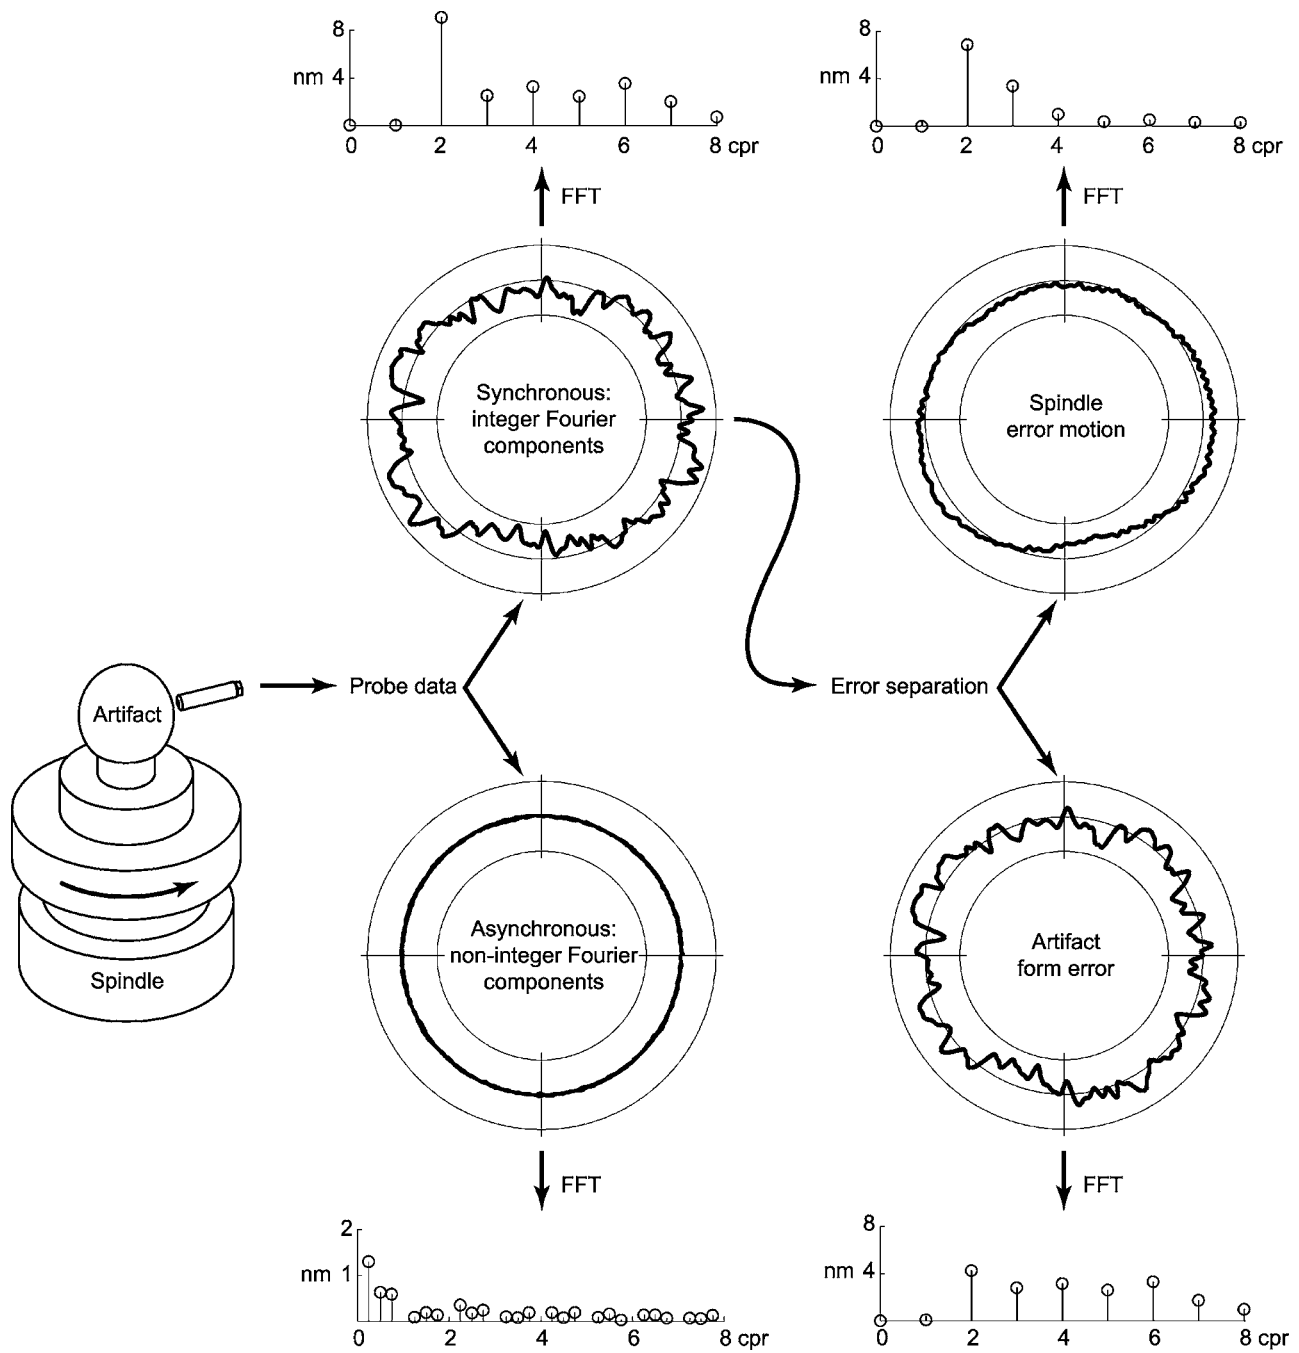 8
nm 4
0 2 4 6 8 cpr
FFT
8
nm 4
0 2 4 6 8 cpr
FFT
Synchronous:
integer Fourier
components
Spindle
error motion
Artifact
Spindle
Probe data
Error separation
Asynchronous:
non-integer Fourier
components
Artifact
form error
FFT
2
nm 1
0 2 4 6 8 cpr
FFT
8
nm 4
0 2 4 6 8 cpr